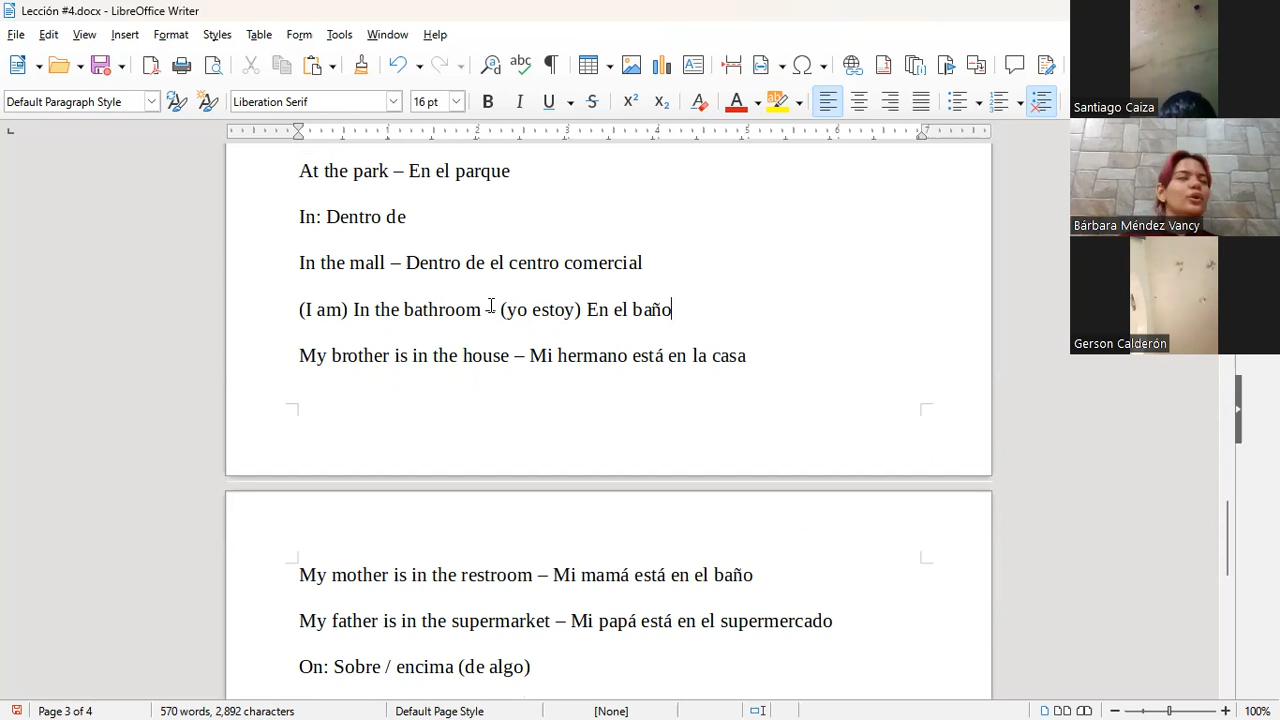 Lección #4.docx - LibreOffice Writer
File Edit View Insert Format Styles Table Form Tools Window Help
Default Paragraph Style Liberation Serif 16 pt
At the park – En el parque
In: Dentro de
In the mall – Dentro de el centro comercial
(I am) In the bathroom – (yo estoy) En el baño
My brother is in the house – Mi hermano está en la casa
My mother is in the restroom – Mi mamá está en el baño
My father is in the supermarket – Mi papá está en el supermercado
On: Sobre / encima (de algo)
Page 3 of 4 570 words, 2,892 characters Default Page Style [None] 100%
Santiago Caiza
Bárbara Méndez Vancy
Gerson Calderón